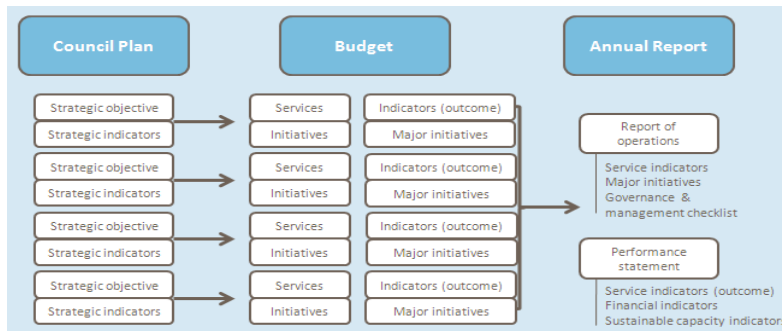 Council Plan
Budget
Annual Report
Strategic objective
Strategic indicators
Services
Initiatives
Indicators (outcome)
Major initiatives
Strategic objective
Strategic indicators
Services
Initiatives
Indicators (outcome)
Major initiatives
Strategic objective
Strategic indicators
Services
Initiatives
Indicators (outcome)
Major initiatives
Strategic objective
Strategic indicators
Services
Initiatives
Indicators (outcome)
Major initiatives
Report of
operations
Service indicators
Major initiatives
Governance &
management checklist
Performance
statement
Service indicators (outcome)
Financial indicators
Sustainable capacity indicator